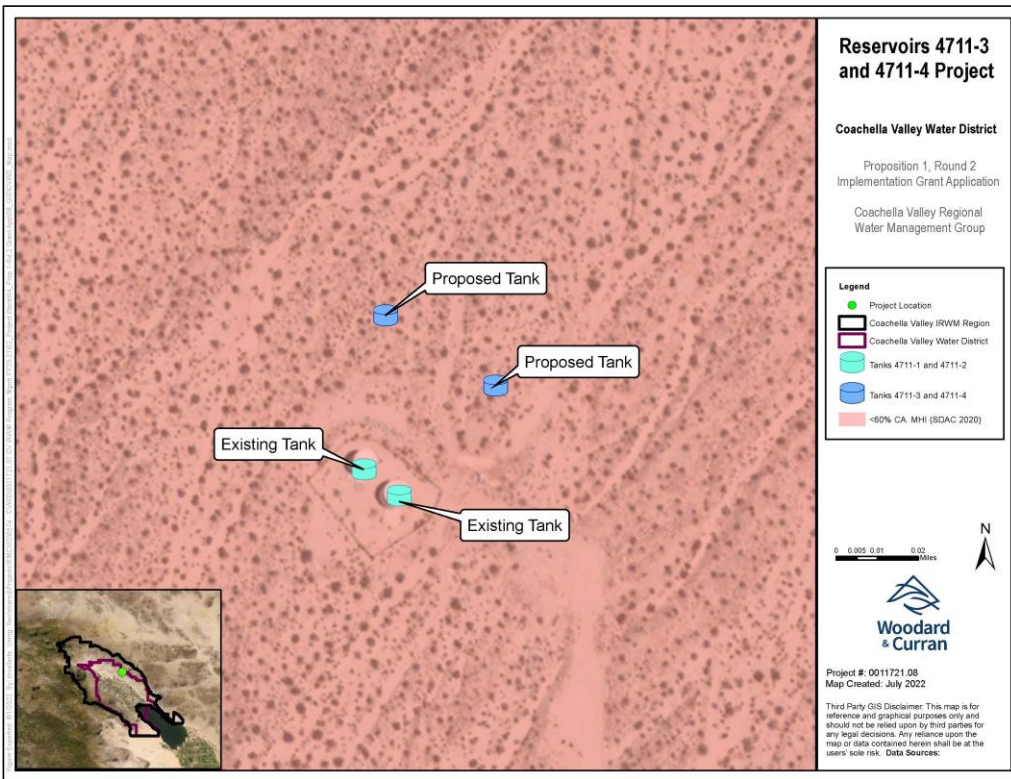 Reservoirs 4711-3
and 4711-4 Project
Coachella Valley Water District
Proposition 1, Round 2
Implementation Grant Application
Coachella Valley Regional
Water Management Group
Proposed Tank
Proposed Tank
Existing Tank
Existing Tank
Legend
Project Location
Coachella Valley IRWM Region
Coachella Valley Water District
Tanks 4711-1 and 4711-2
Tanks 4711-3 and 4711-4
<60% CA. MHI (SDAC 2020)
N
0 0.005 0.01 0.02
Miles
Woodard
& Curran
Project #: 0011721.08
Map Created: July 2022
Third Party GIS Disclaimer: This map is for
reference and graphical purposes only and
should not be relied upon by third parties for
any legal decisions. Any reliance upon the
map or data contained herein shall be at the
users' sole risk. Data Sources: